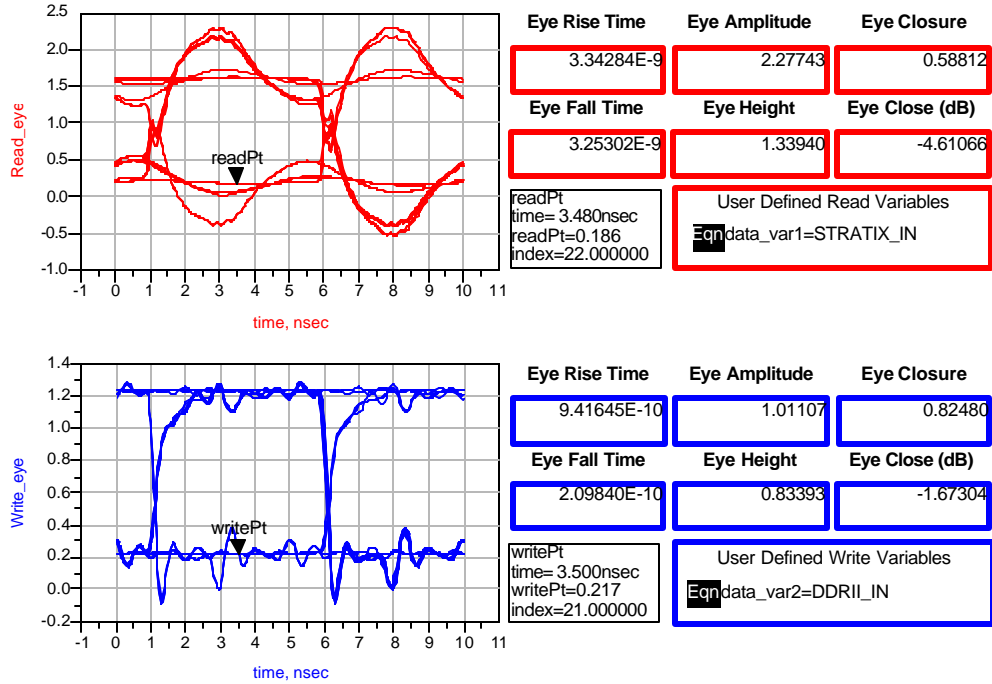 2.5
2.0
1.5
1.0
0.5
0.0
-0.5
-1.0
Read_eye
readPt
-1 0 1 2 3 4 5 6 7 8 9 10 11
time, nsec
Eye Rise Time Eye Amplitude Eye Closure
3.34284E-9 2.27743 0.58812
Eye Fall Time Eye Height Eye Close (dB)
3.25302E-9 1.33940 -4.61066
readPt
time= 3.480nsec
readPt=0.186
index=22.000000
User Defined Read Variables
Eqn data_var1=STRATIX_IN
1.4
1.2
1.0
0.8
0.6
0.4
0.2
0.0
-0.2
Write_eye
writePt
-1 0 1 2 3 4 5 6 7 8 9 10 11
time, nsec
Eye Rise Time Eye Amplitude Eye Closure
9.41645E-10 1.01107 0.82480
Eye Fall Time Eye Height Eye Close (dB)
2.09840E-10 0.83393 -1.67304
writePt
time= 3.500nsec
writePt=0.217
index=21.000000
User Defined Write Variables
Eqn data_var2=DDRII_IN